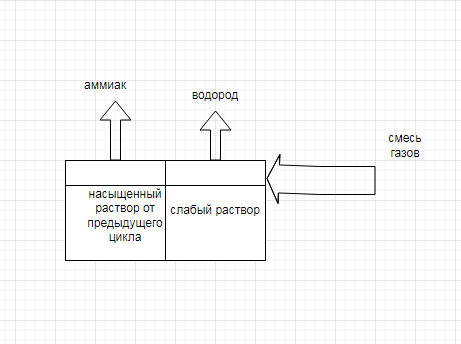 аммиак
водород
смесь
газов
насыщенный
раствор от
предыдущего
цикла
слабый раствор